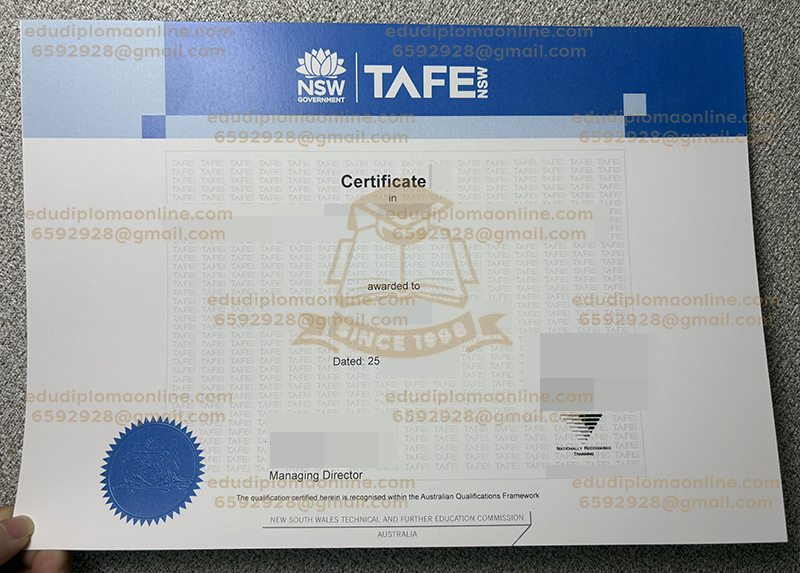 edudiplomaonline.com edudiplomaonline.com
6592928@gmail.com 6592928@gmail.com
NSW
GOVERNMENT
TAFE NSW
edudiplomaonline.com edudiplomaonline.com
6592928@gmail.com 6592928@gmail.com
Certificate
in
edudiplomaonline.com edudiplomaonline.com
6592928@gmail.com 6592928@gmail.com
awarded to
edudiplomaonline.com edudiplomaonline.com
6592928@gmail.com 6592928@gmail.com
SINCE 1998
Dated: 25
edudiplomaonline.com edudiplomaonline.com
6592928@gmail.com 6592928@gmail.com
NATIONALLY RECOGNISED
TRAINING
Managing Director
edudiplomaonline.com edudiplomaonline.com
6592928@gmail.com 6592928@gmail.com
The qualification certified herein is recognised within the Australian Qualifications Framework
NEW SOUTH WALES TECHNICAL AND FURTHER EDUCATION COMMISSION
AUSTRALIA